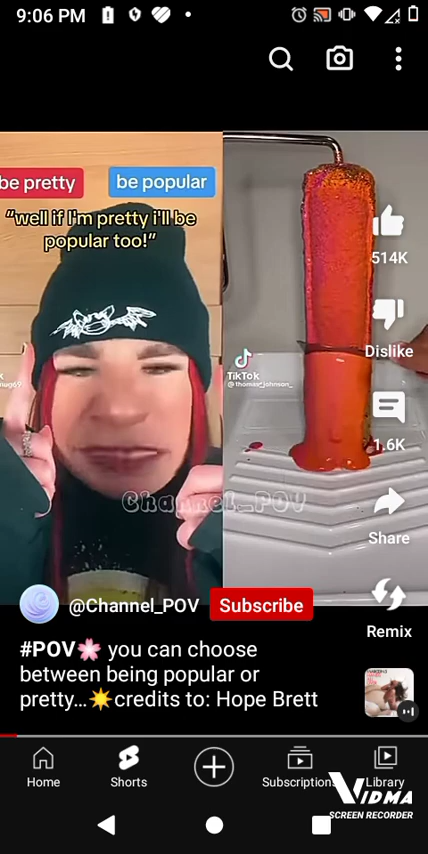 9:06 PM
be pretty
be popular
“well if I'm pretty i'll be
popular too!”
514K
TikTok
@thomas_johnson_
Dislike
1.6K
Channel_POV
Share
@Channel_POV
Subscribe
Remix
#POV🌸 you can choose
between being popular or
pretty...☀️credits to: Hope Brett
Home
Shorts
Subscriptions
Library
VIDMA
SCREEN RECORDER